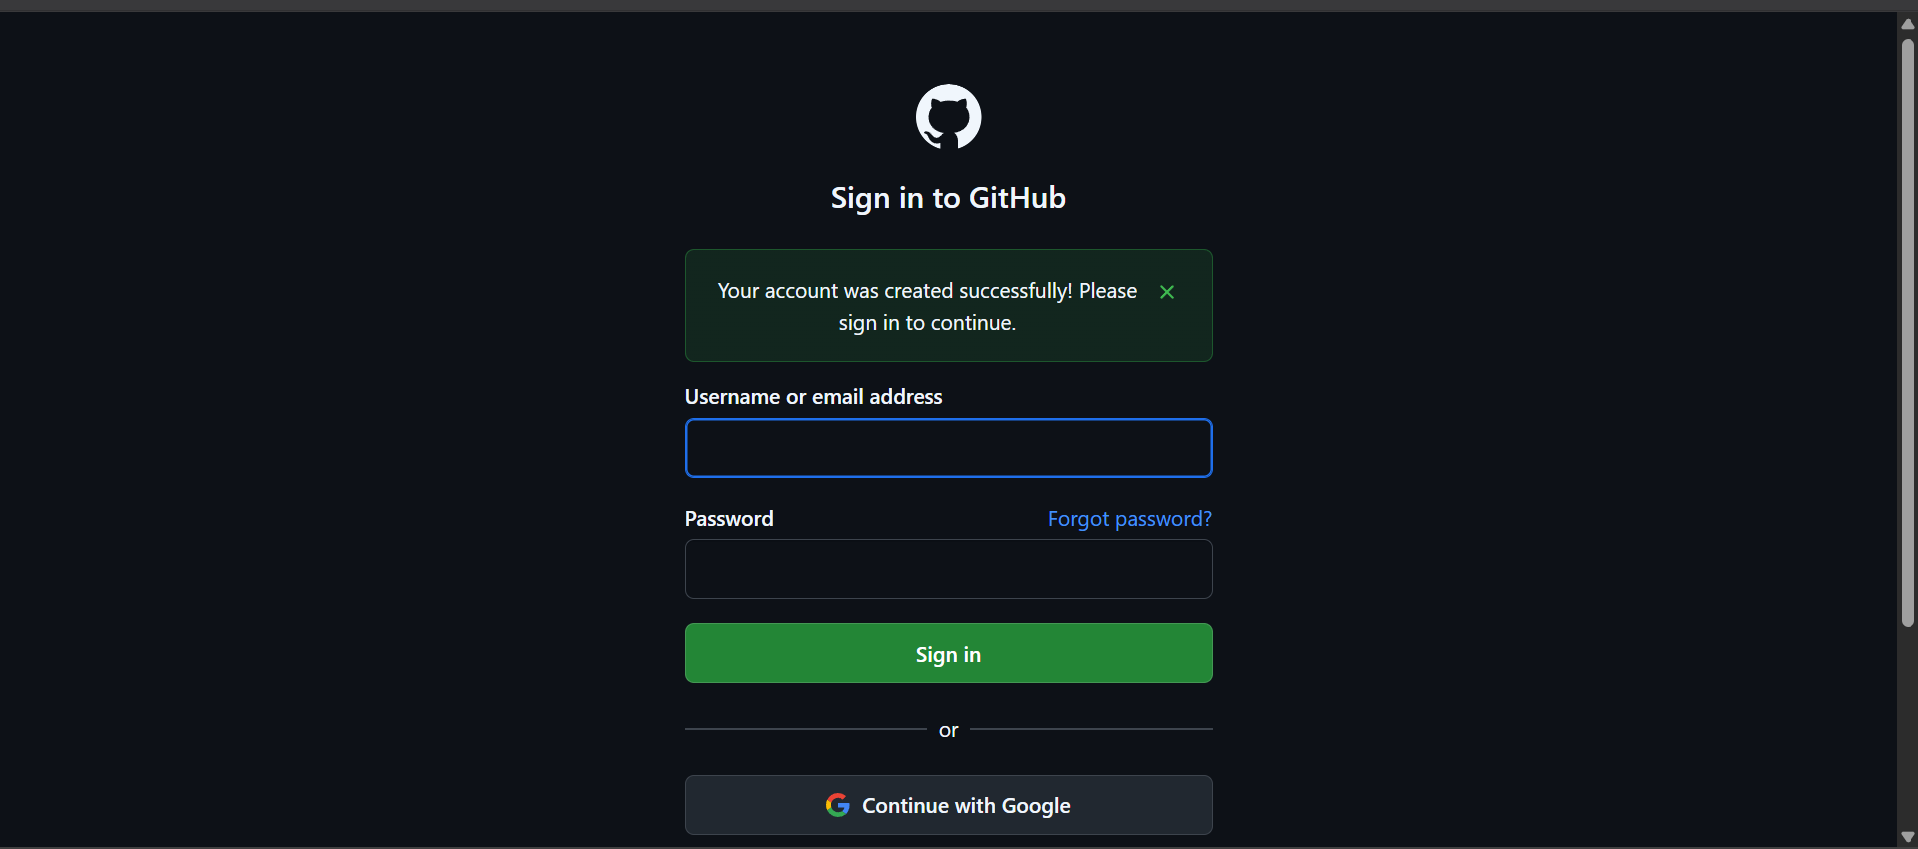 Sign in to GitHub
Your account was created successfully! Please
sign in to continue.
Username or email address
Password
Forgot password?
Sign in
or
Continue with Google